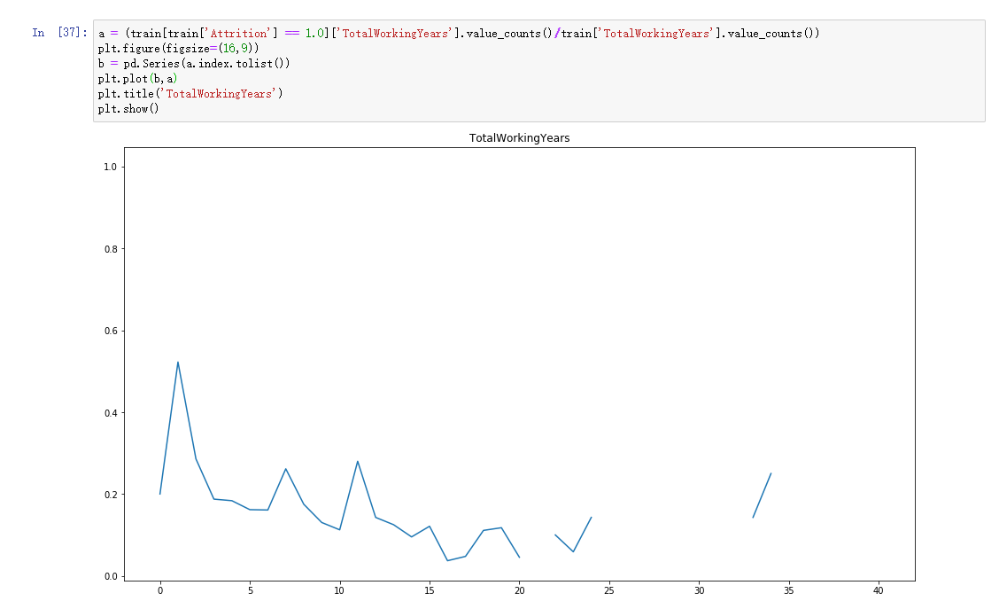 In [37]: a = (train[train['Attrition'] == 1.0]['TotalWorkingYears'].value_counts()/train['TotalWorkingYears'].value_counts())
plt.figure(figsize=(16,9))
b = pd.Series(a.index.tolist())
plt.plot(b,a)
plt.title('TotalWorkingYears')
plt.show()
TotalWorkingYears
1.0
0.8
0.6
0.4
0.2
0.0
0 5 10 15 20 25 30 35 40